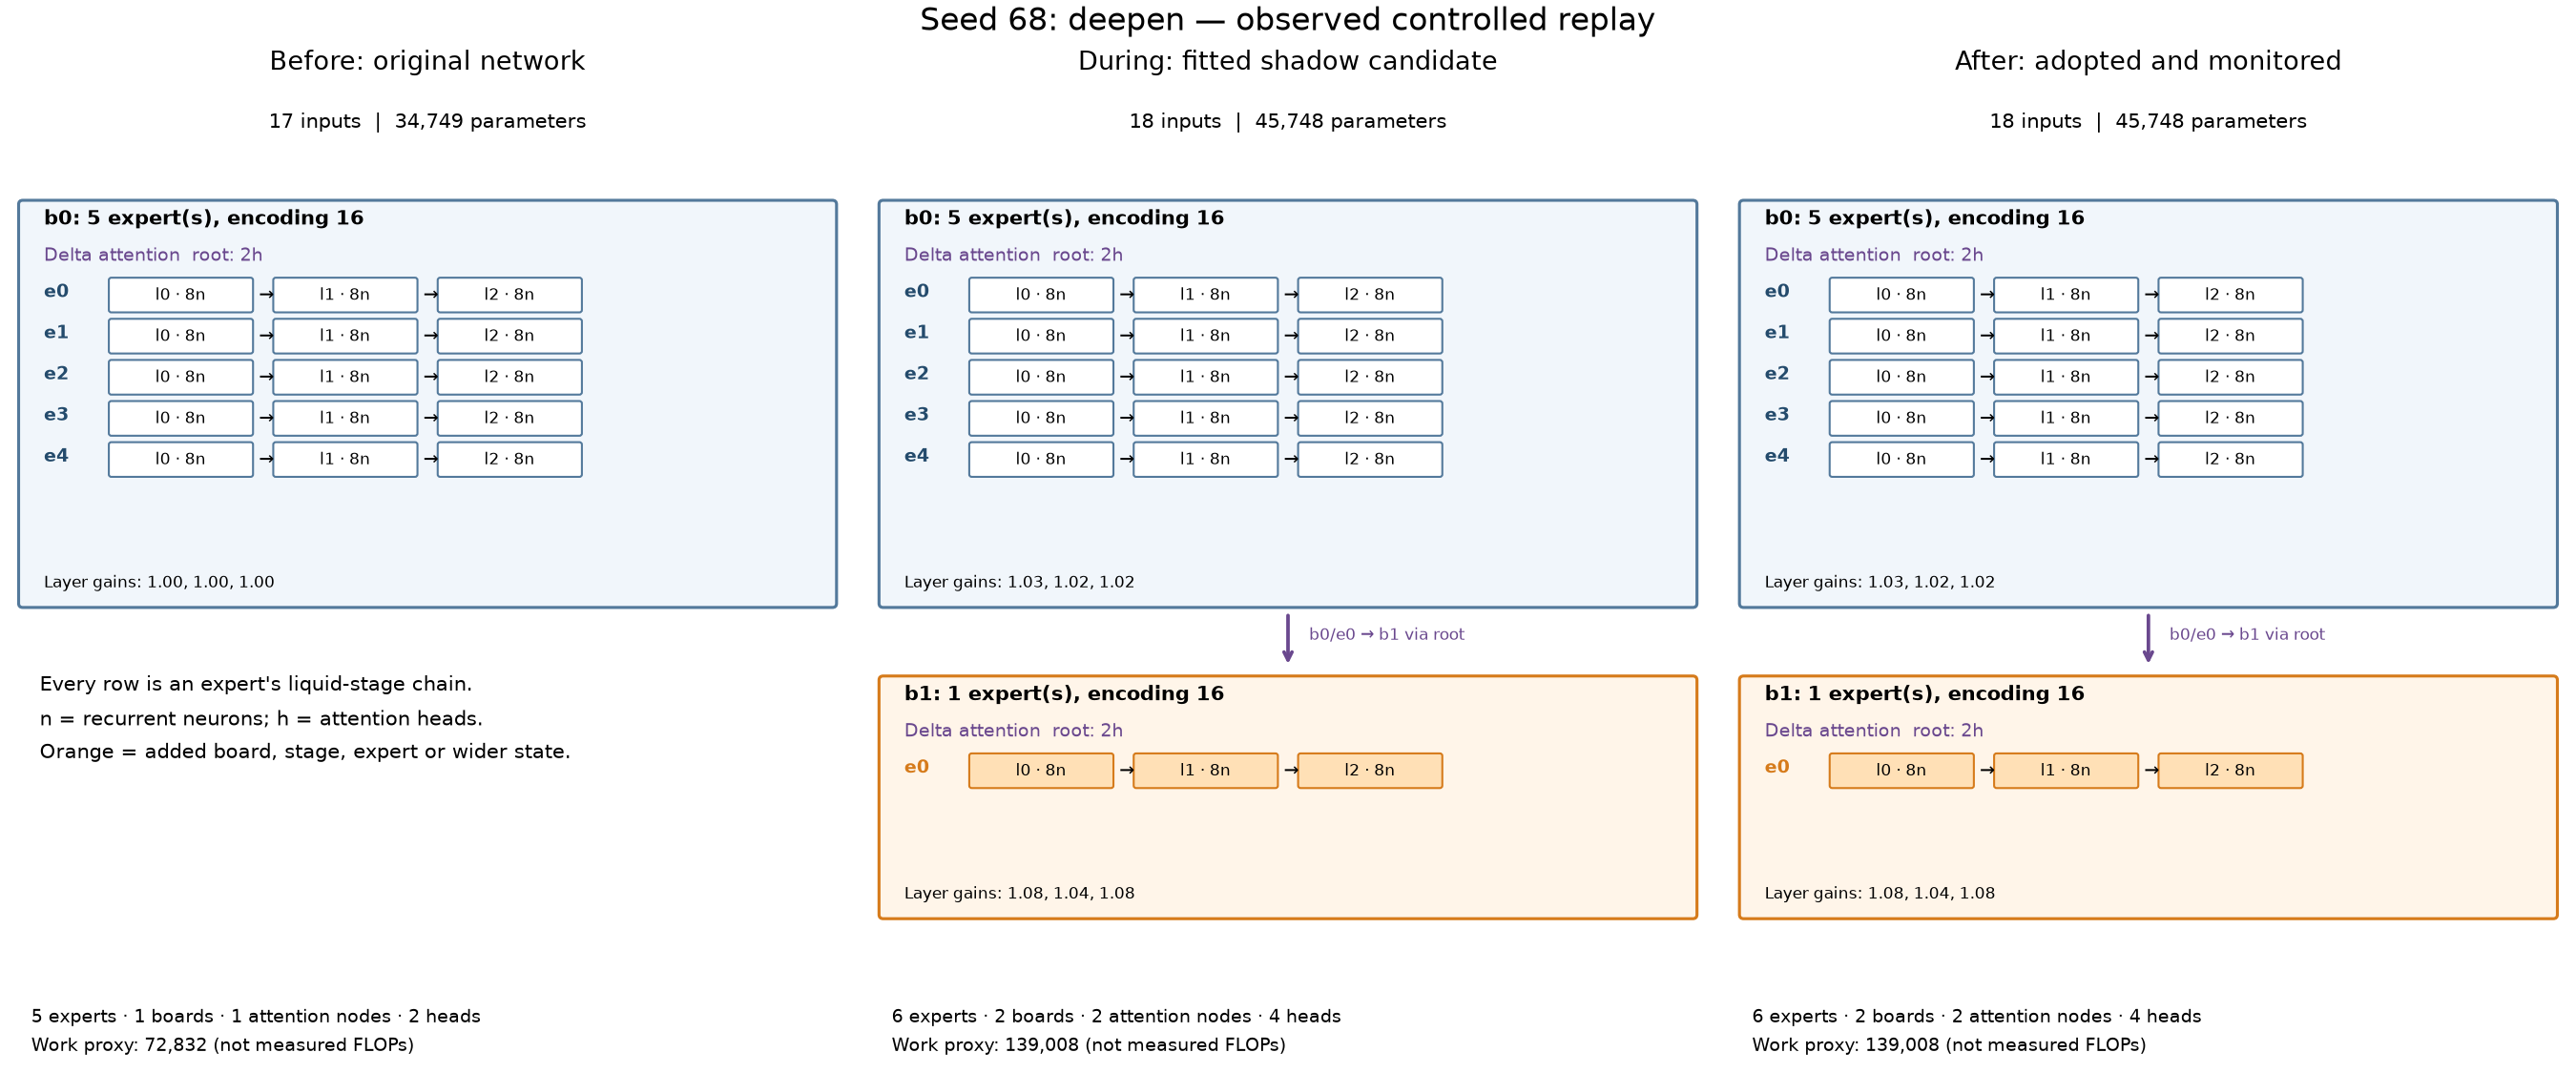 Seed 68: deepen — observed controlled replay
Before: original network
17 inputs | 34,749 parameters
b0: 5 expert(s), encoding 16
Delta attention root: 2h
e0 l0 · 8n → l1 · 8n → l2 · 8n
e1 l0 · 8n → l1 · 8n → l2 · 8n
e2 l0 · 8n → l1 · 8n → l2 · 8n
e3 l0 · 8n → l1 · 8n → l2 · 8n
e4 l0 · 8n → l1 · 8n → l2 · 8n
Layer gains: 1.00, 1.00, 1.00
Every row is an expert's liquid-stage chain.
n = recurrent neurons; h = attention heads.
Orange = added board, stage, expert or wider state.
5 experts · 1 boards · 1 attention nodes · 2 heads
Work proxy: 72,832 (not measured FLOPs)
During: fitted shadow candidate
18 inputs | 45,748 parameters
b0: 5 expert(s), encoding 16
Delta attention root: 2h
e0 l0 · 8n → l1 · 8n → l2 · 8n
e1 l0 · 8n → l1 · 8n → l2 · 8n
e2 l0 · 8n → l1 · 8n → l2 · 8n
e3 l0 · 8n → l1 · 8n → l2 · 8n
e4 l0 · 8n → l1 · 8n → l2 · 8n
Layer gains: 1.03, 1.02, 1.02
b0/e0 → b1 via root
b1: 1 expert(s), encoding 16
Delta attention root: 2h
e0 l0 · 8n → l1 · 8n → l2 · 8n
Layer gains: 1.08, 1.04, 1.08
6 experts · 2 boards · 2 attention nodes · 4 heads
Work proxy: 139,008 (not measured FLOPs)
After: adopted and monitored
18 inputs | 45,748 parameters
b0: 5 expert(s), encoding 16
Delta attention root: 2h
e0 l0 · 8n → l1 · 8n → l2 · 8n
e1 l0 · 8n → l1 · 8n → l2 · 8n
e2 l0 · 8n → l1 · 8n → l2 · 8n
e3 l0 · 8n → l1 · 8n → l2 · 8n
e4 l0 · 8n → l1 · 8n → l2 · 8n
Layer gains: 1.03, 1.02, 1.02
b0/e0 → b1 via root
b1: 1 expert(s), encoding 16
Delta attention root: 2h
e0 l0 · 8n → l1 · 8n → l2 · 8n
Layer gains: 1.08, 1.04, 1.08
6 experts · 2 boards · 2 attention nodes · 4 heads
Work proxy: 139,008 (not measured FLOPs)